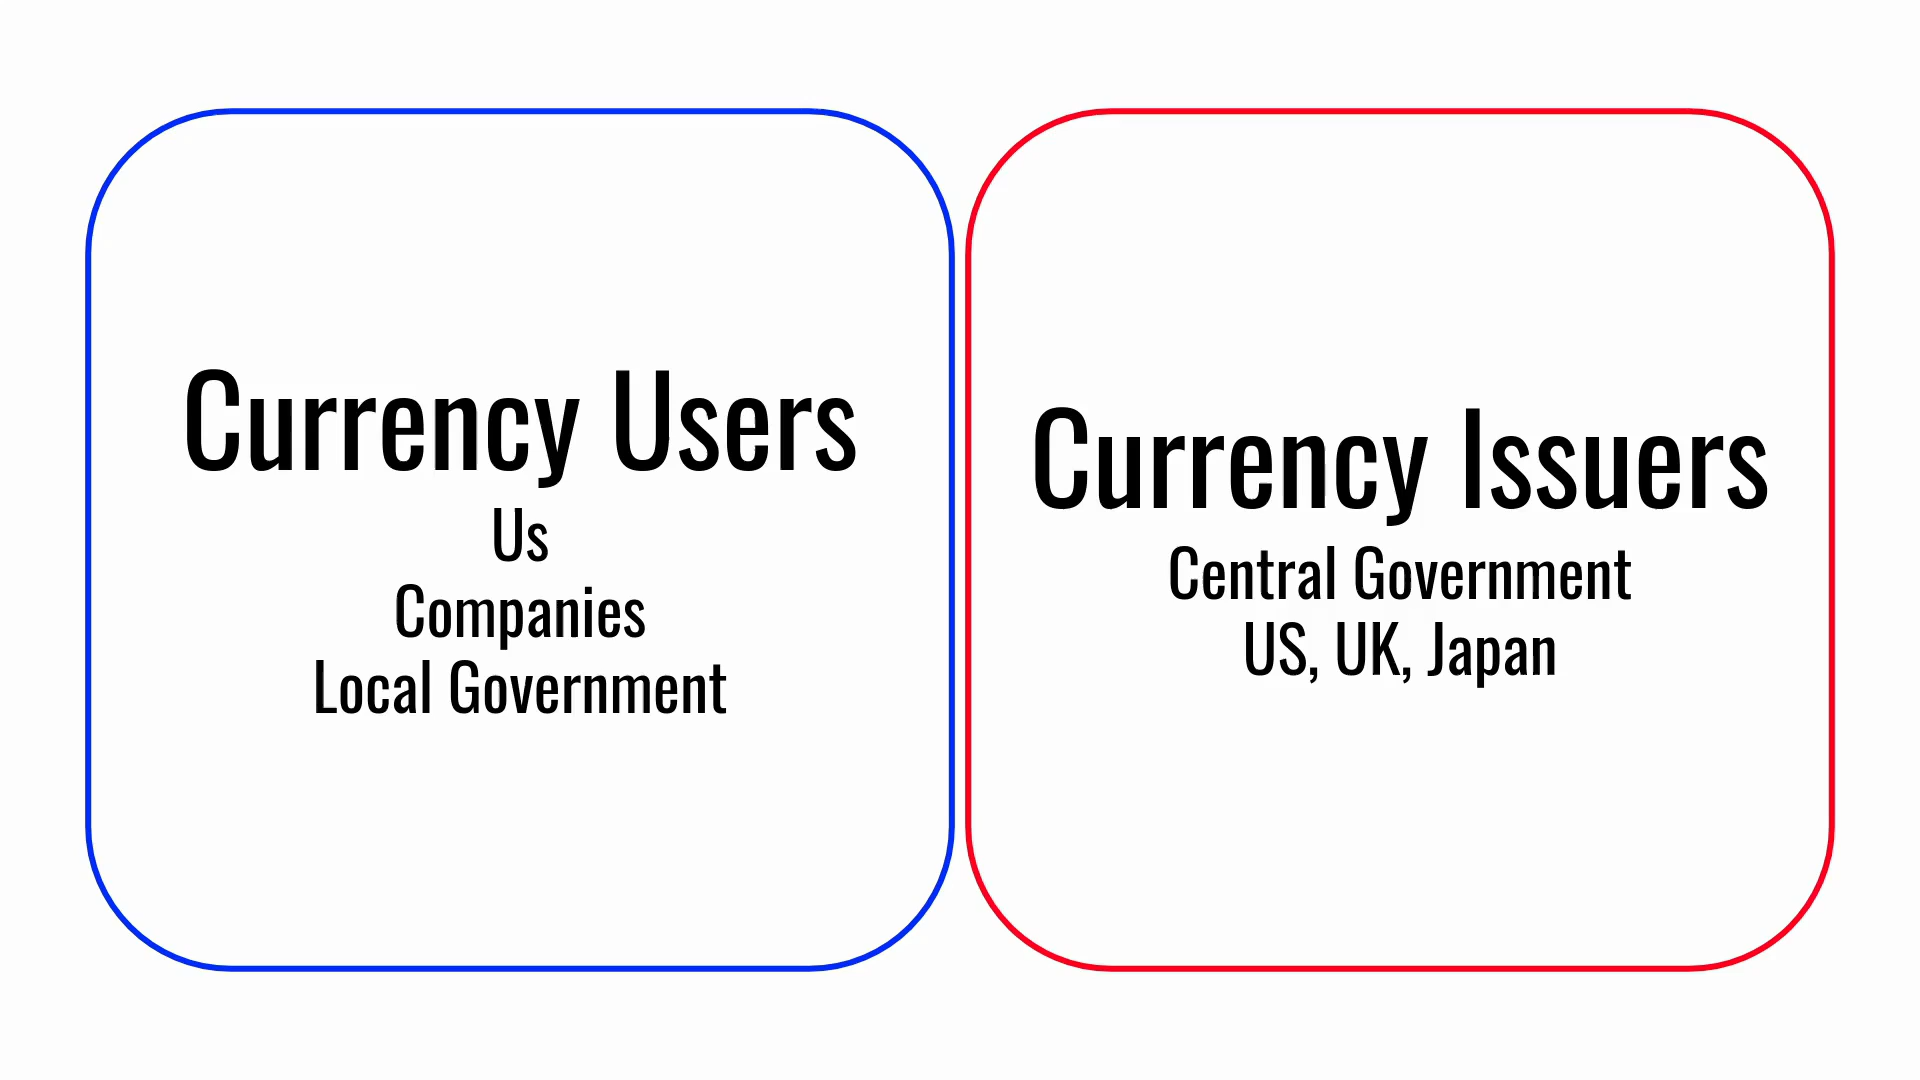 Currency Users
Us
Companies
Local Government
Currency Issuers
Central Government
US, UK, Japan